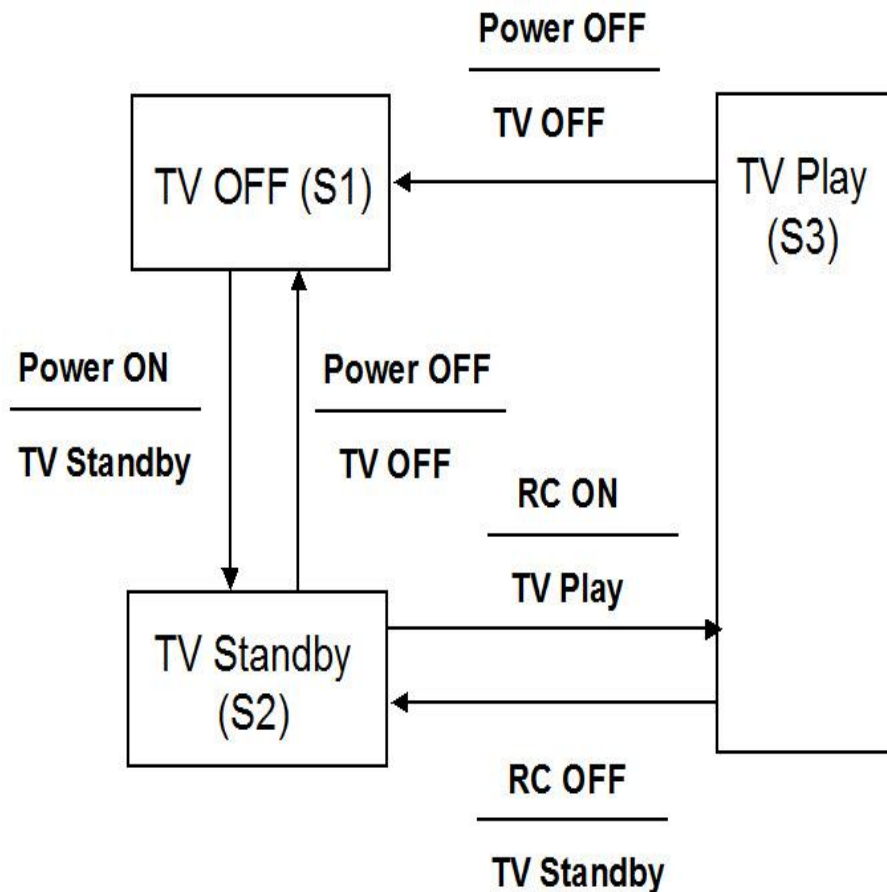 Power OFF
TV OFF
TV OFF (S1)
TV Play
(S3)
Power ON
TV Standby
Power OFF
TV OFF
RC ON
TV Play
TV Standby
(S2)
RC OFF
TV Standby